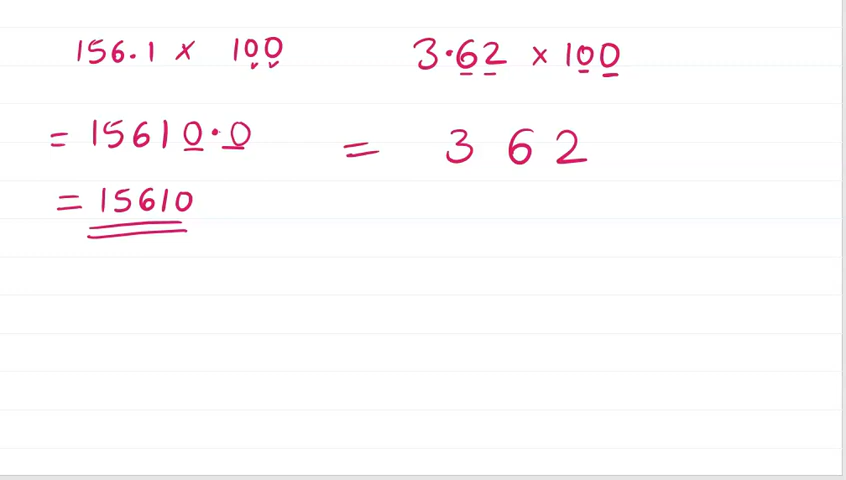 156.1 × 100
= 15610.0
= 15610
3.62 × 100
= 3 6 2